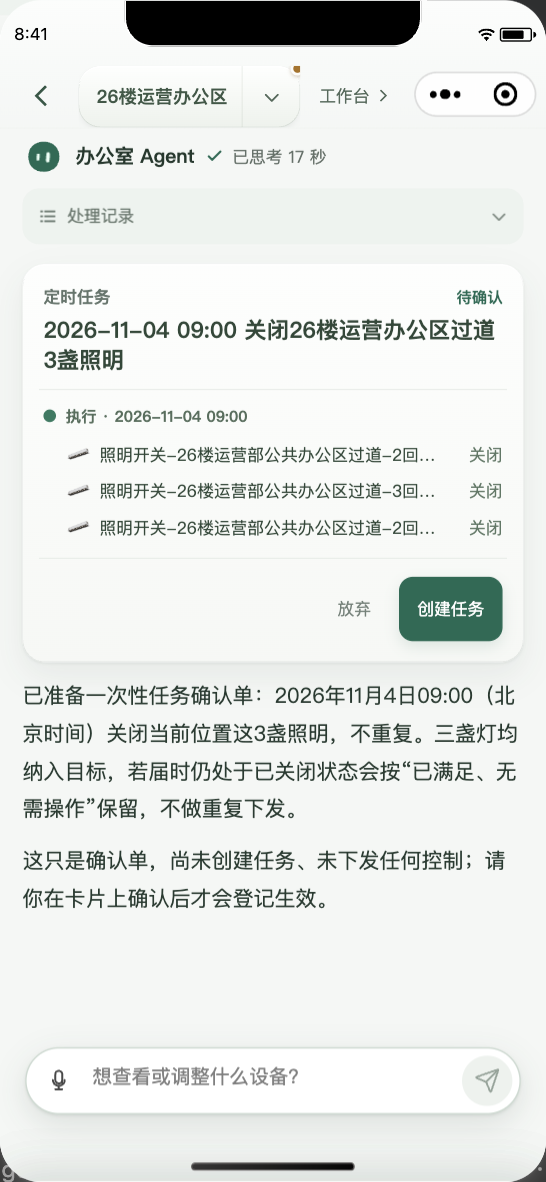 8:41
26楼运营办公区
工作台
办公室 Agent 已思考 17 秒
处理记录
定时任务 待确认
2026-11-04 09:00 关闭26楼运营办公区过道
3盏照明
执行 · 2026-11-04 09:00
照明开关-26楼运营部公共办公区过道-2回... 关闭
照明开关-26楼运营部公共办公区过道-3回... 关闭
照明开关-26楼运营部公共办公区过道-2回... 关闭
放弃 创建任务
已准备一次性任务确认单：2026年11月4日09:00（北
京时间）关闭当前位置这3盏照明，不重复。三盏灯均
纳入目标，若届时仍处于已关闭状态会按“已满足、无
需操作”保留，不做重复下发。
这只是确认单，尚未创建任务、未下发任何控制；请
你在卡片上确认后才会登记生效。
想查看或调整什么设备？